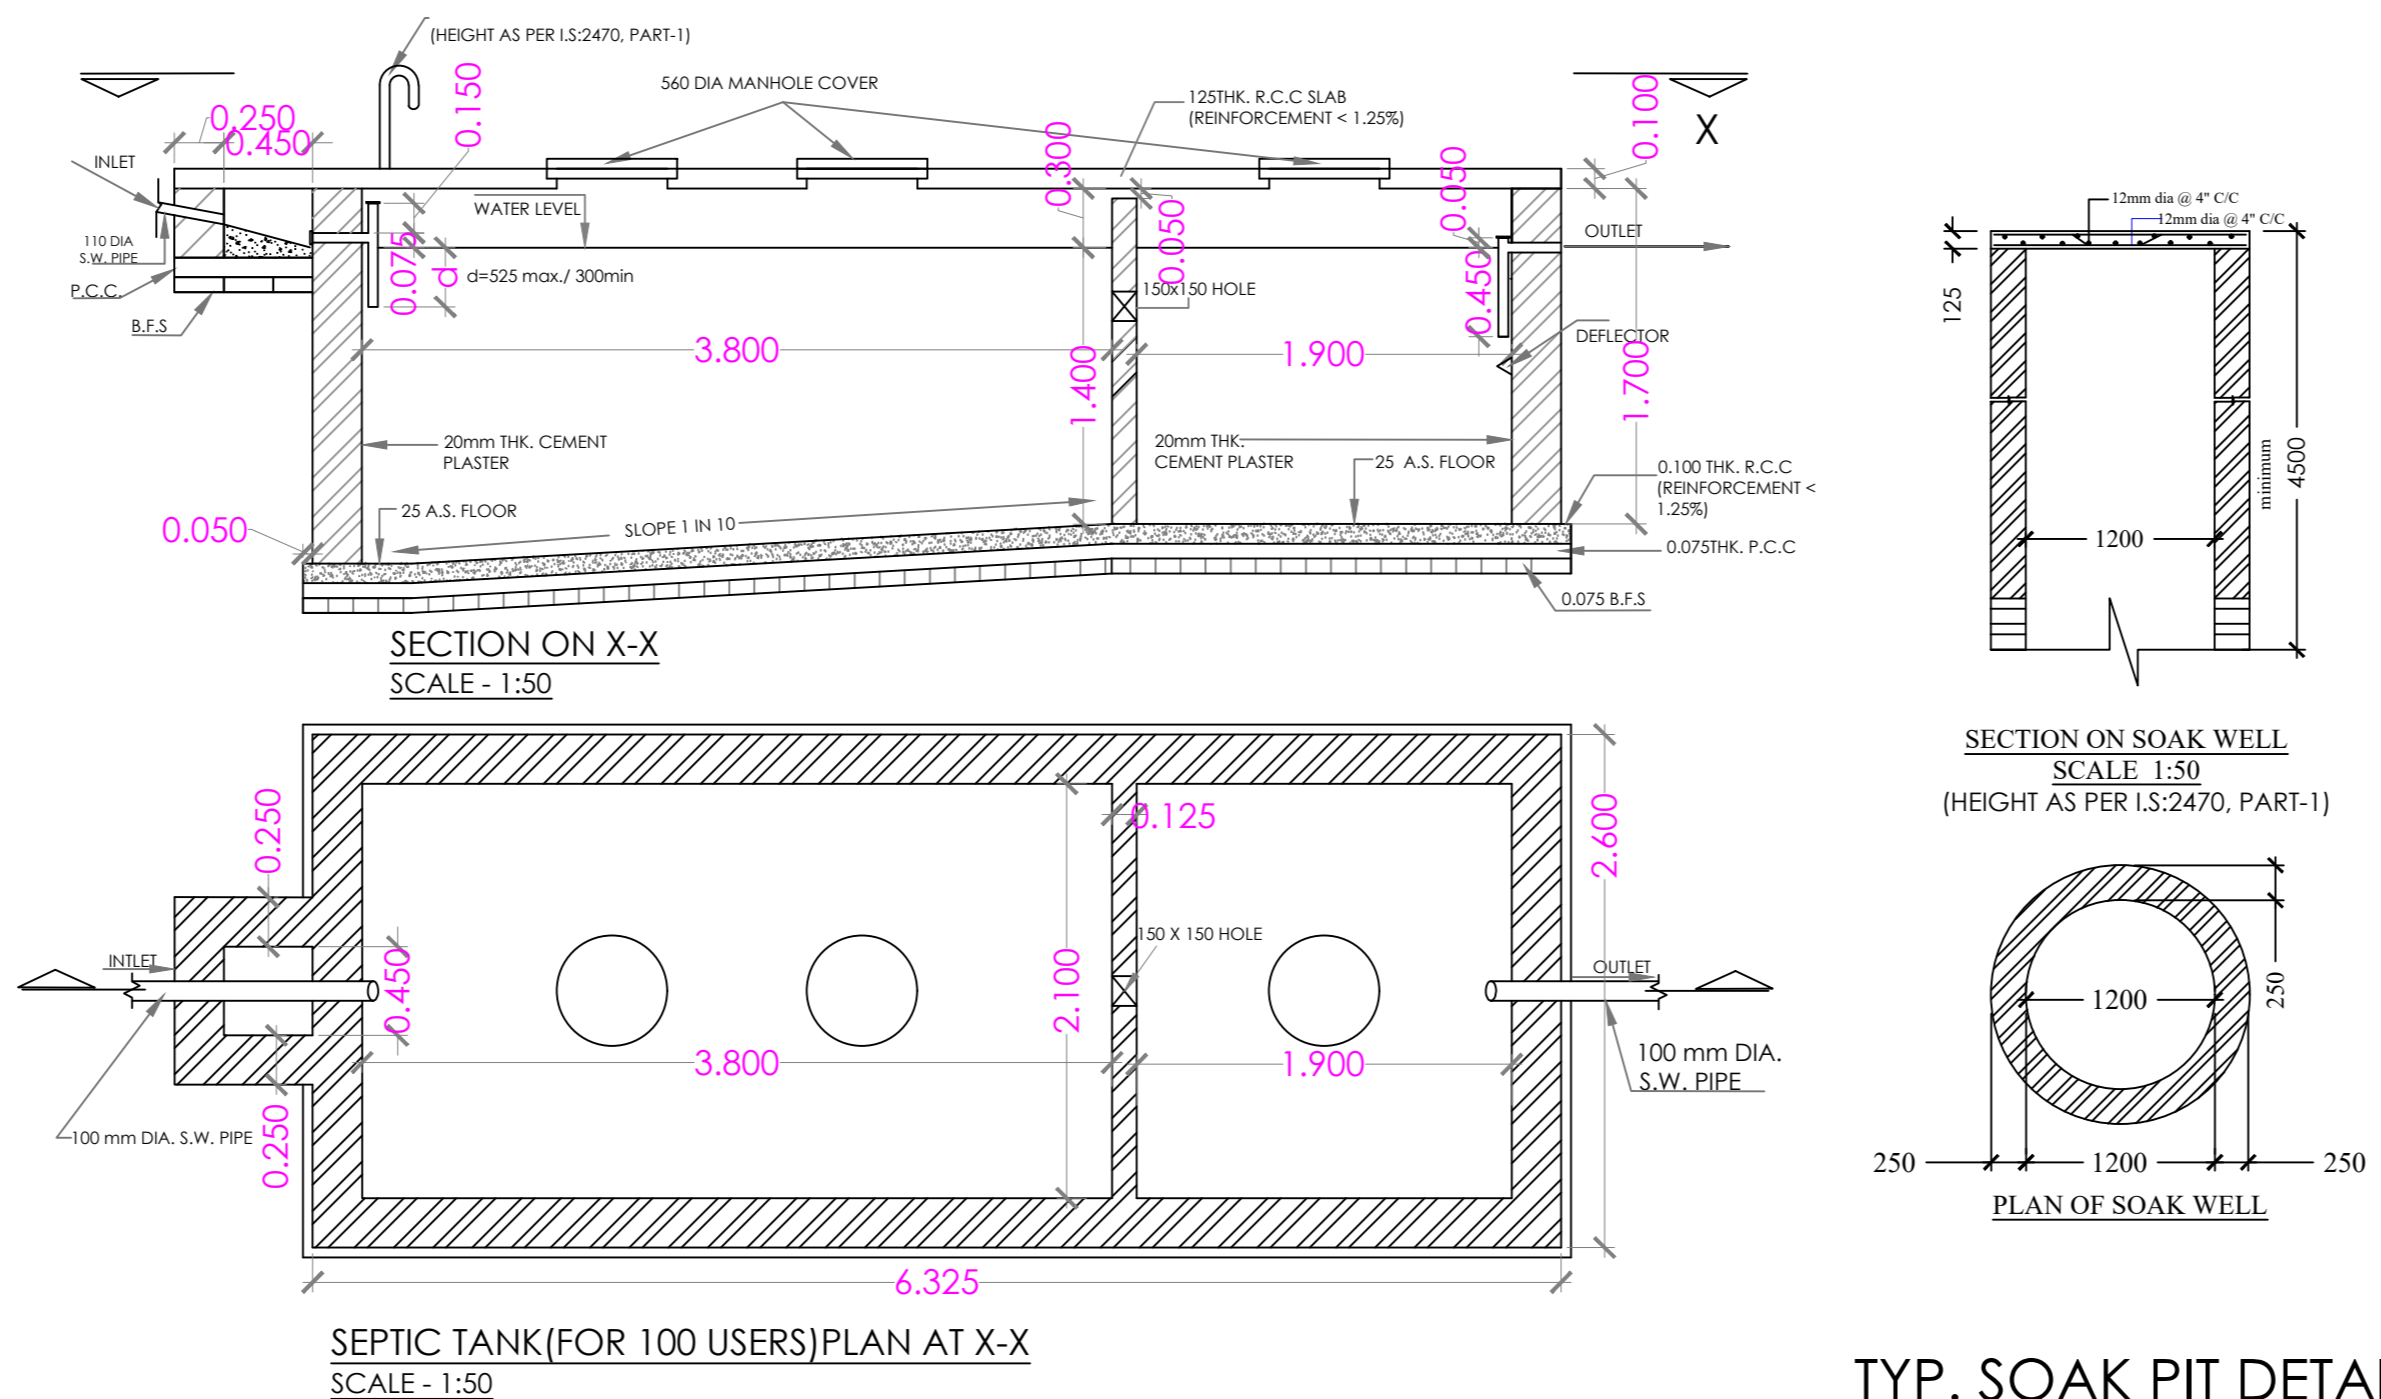 (HEIGHT AS PER I.S:2470, PART-1)
560 DIA MANHOLE COVER
125THK. R.C.C SLAB
(REINFORCEMENT < 1.25%)
0.150
0.100
X
0.250
0.450
INLET
WATER LEVEL
0.300
0.050
0.050
OUTLET
110 DIA
S.W. PIPE
P.C.C.
B.F.S
0.075
d
d=525 max./ 300min
150x150 HOLE
0.450
DEFLECTOR
3.800
1.900
1.400
1.700
20mm THK. CEMENT
PLASTER
20mm THK.
CEMENT PLASTER
25 A.S. FLOOR
0.100 THK. R.C.C
(REINFORCEMENT <
1.25%)
25 A.S. FLOOR
SLOPE 1 IN 10
0.050
0.075THK. P.C.C
0.075 B.F.S
SECTION ON X-X
SCALE - 1:50
12mm dia @ 4" C/C
12mm dia @ 4" C/C
125
minimum
4500
1200
SECTION ON SOAK WELL
SCALE 1:50
(HEIGHT AS PER I.S:2470, PART-1)
0.250
0.125
2.600
150 X 150 HOLE
INTLET
0.450
2.100
OUTLET
3.800
1.900
100 mm DIA.
S.W. PIPE
100 mm DIA. S.W. PIPE
0.250
6.325
SEPTIC TANK(FOR 100 USERS)PLAN AT X-X
SCALE - 1:50
1200
250
250
1200
250
PLAN OF SOAK WELL
TYP. SOAK PIT DETA